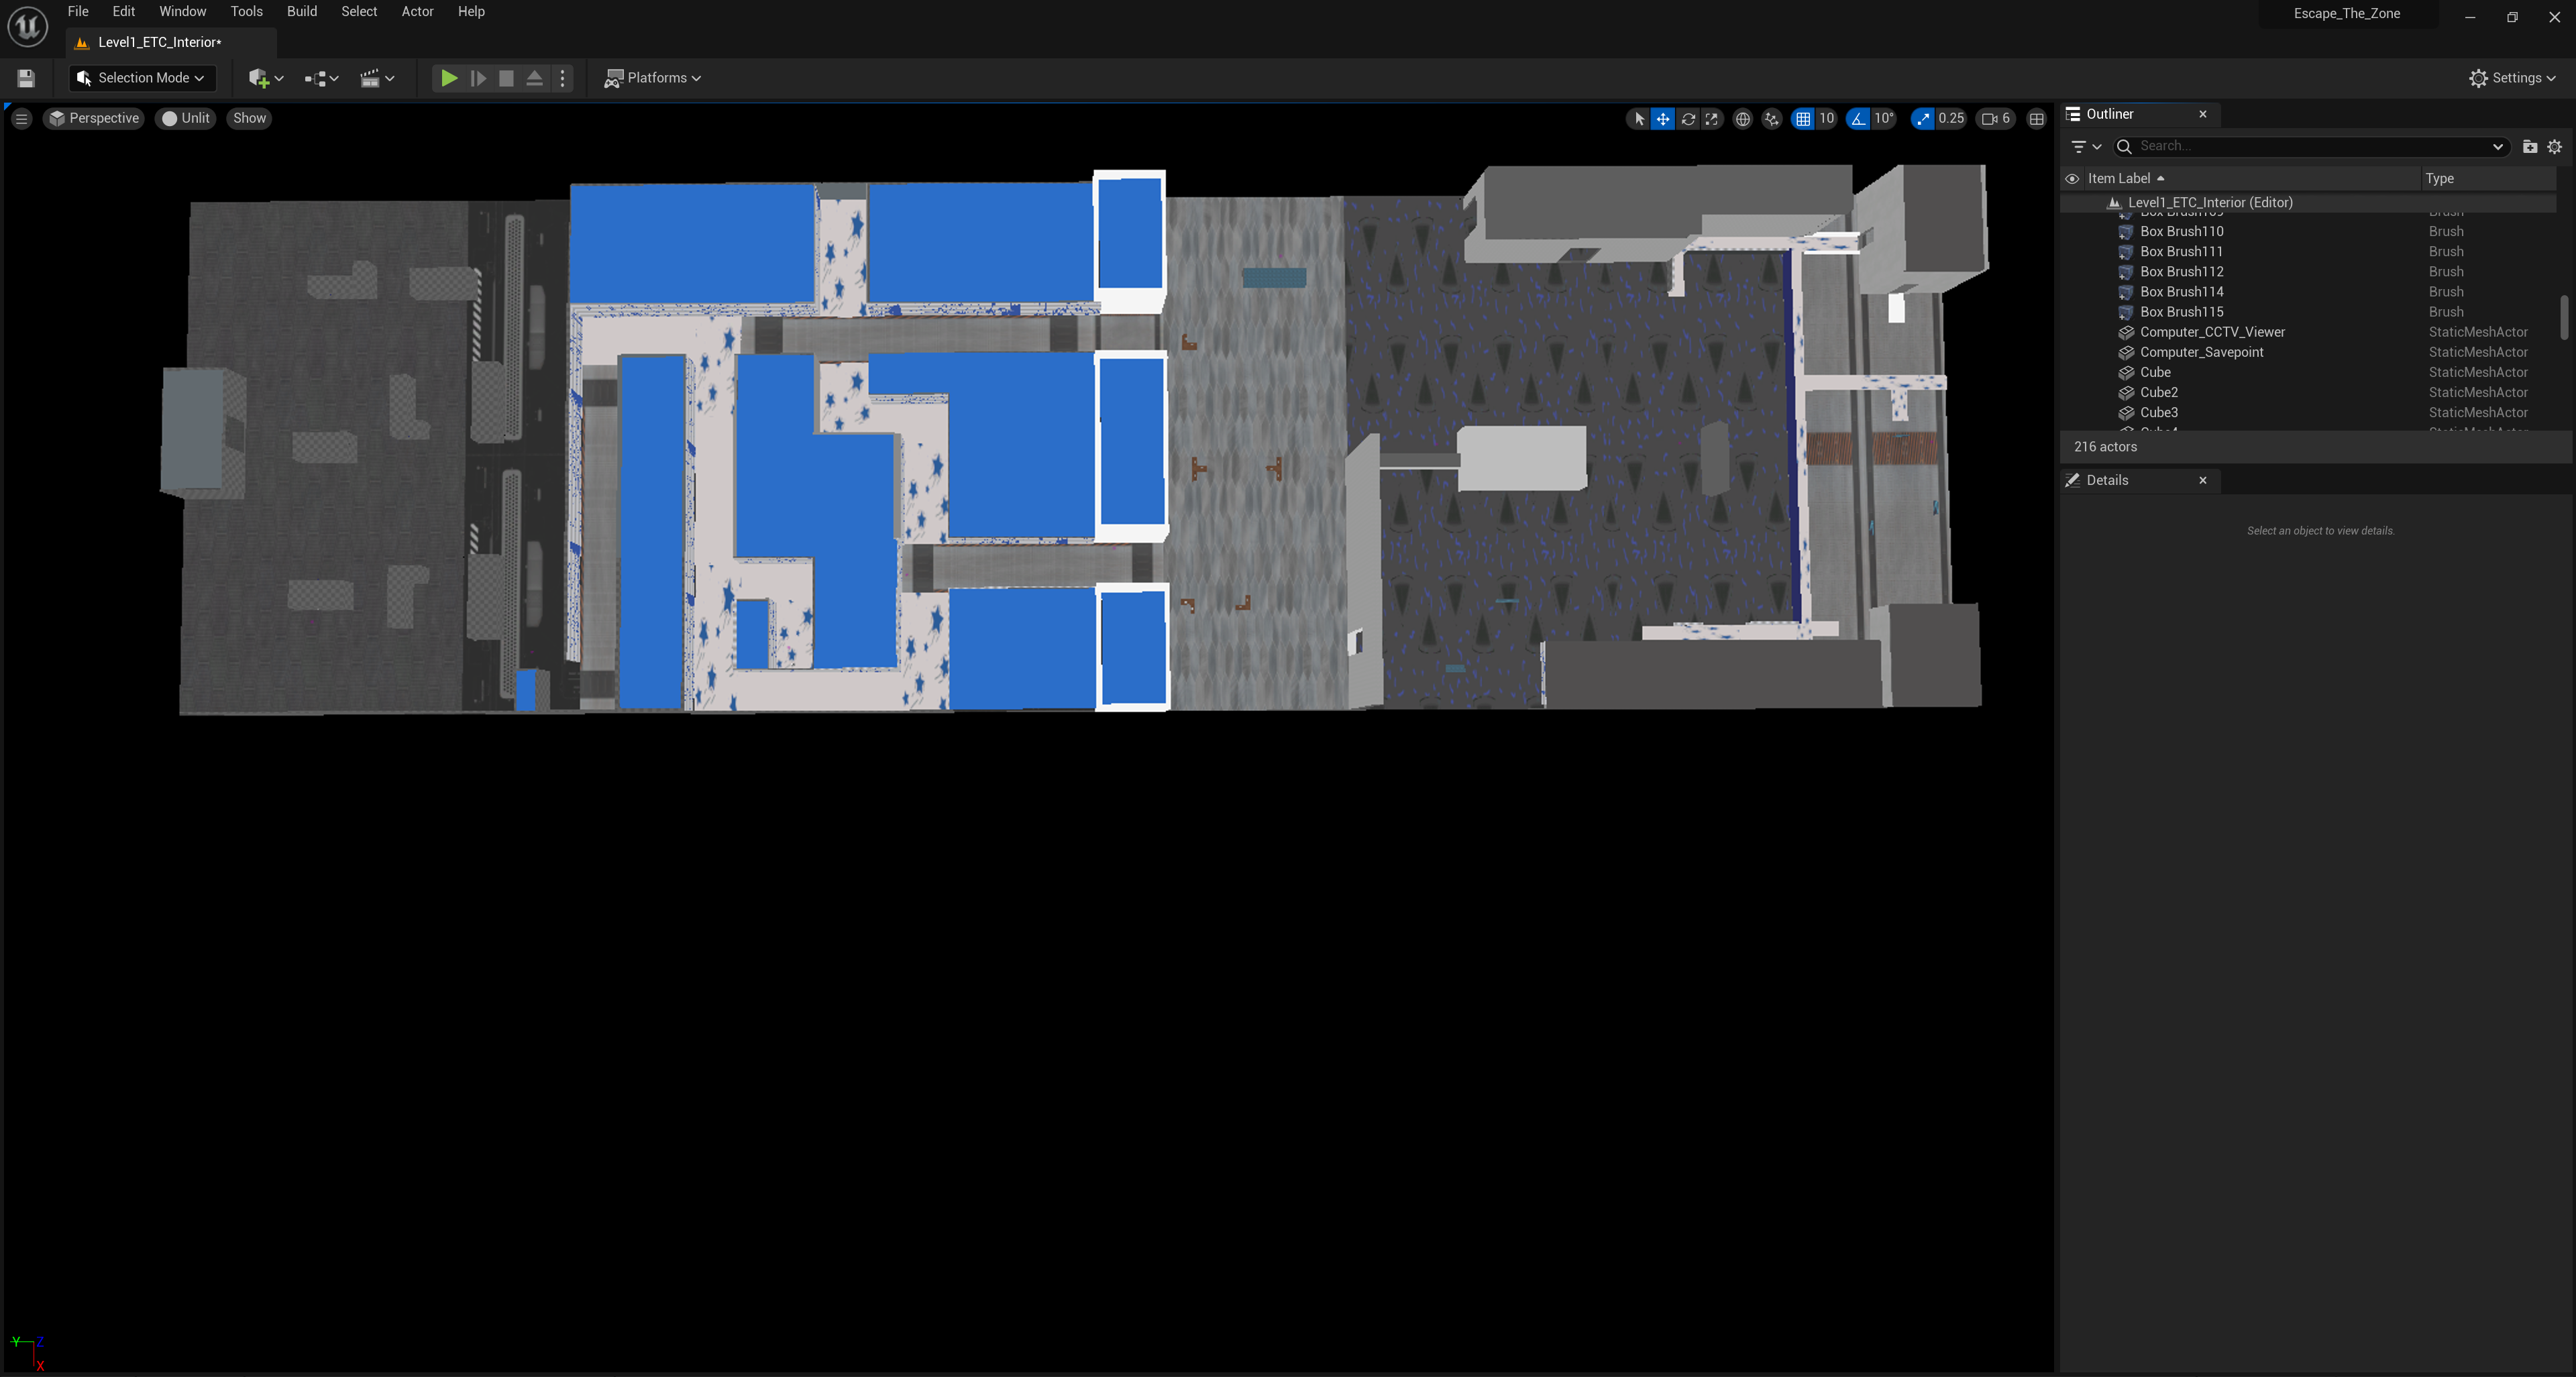 File Edit Window Tools Build Select Actor Help
Escape_The_Zone
Level1_ETC_Interior*
Selection Mode
Platforms
Settings
Perspective Unlit Show
10 10° 0.25 6
Outliner
Search...
Item Label Type
Level1_ETC_Interior (Editor)
Box Brush110 Brush
Box Brush111 Brush
Box Brush112 Brush
Box Brush114 Brush
Box Brush115 Brush
Computer_CCTV_Viewer StaticMeshActor
Computer_Savepoint StaticMeshActor
Cube StaticMeshActor
Cube2 StaticMeshActor
Cube3 StaticMeshActor
216 actors
Details
Select an object to view details.
Y Z
X